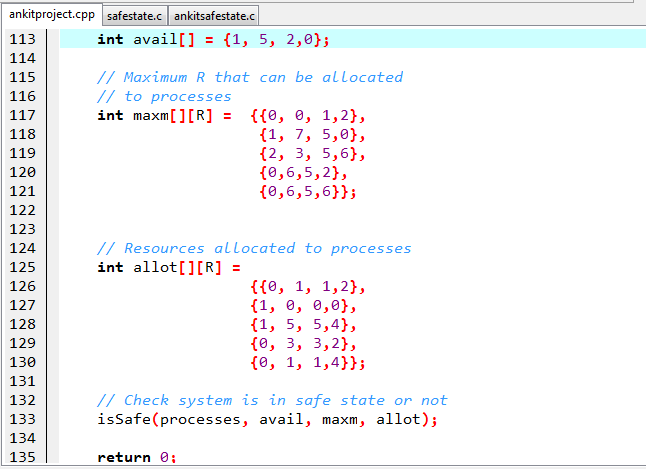 ankitproject.cpp safestate.c ankitsafestate.c
113 int avail[] = {1, 5, 2,0};
114
115 // Maximum R that can be allocated
116 // to processes
117 int maxm[][R] = {{0, 0, 1,2},
118 {1, 7, 5,0},
119 {2, 3, 5,6},
120 {0,6,5,2},
121 {0,6,5,6}};
122
123
124 // Resources allocated to processes
125 int allot[][R] =
126 {{0, 1, 1,2},
127 {1, 0, 0,0},
128 {1, 5, 5,4},
129 {0, 3, 3,2},
130 {0, 1, 1,4}};
131
132 // Check system is in safe state or not
133 isSafe(processes, avail, maxm, allot);
134
135 return 0;